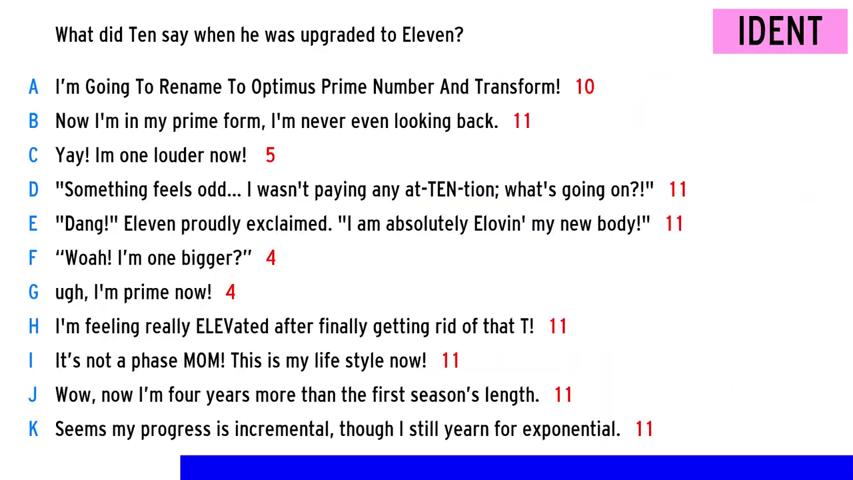 What did Ten say when he was upgraded to Eleven?
IDENT
A I'm Going To Rename To Optimus Prime Number And Transform! 10
B Now I'm in my prime form, I'm never even looking back. 11
C Yay! Im one louder now! 5
D "Something feels odd... I wasn't paying any at-TEN-tion; what's going on?!" 11
E "Dang!" Eleven proudly exclaimed. "I am absolutely Elovin' my new body!" 11
F “Woah! I’m one bigger?” 4
G ugh, I'm prime now! 4
H I'm feeling really ELEVated after finally getting rid of that T! 11
I It’s not a phase MOM! This is my life style now! 11
J Wow, now I’m four years more than the first season’s length. 11
K Seems my progress is incremental, though I still yearn for exponential. 11